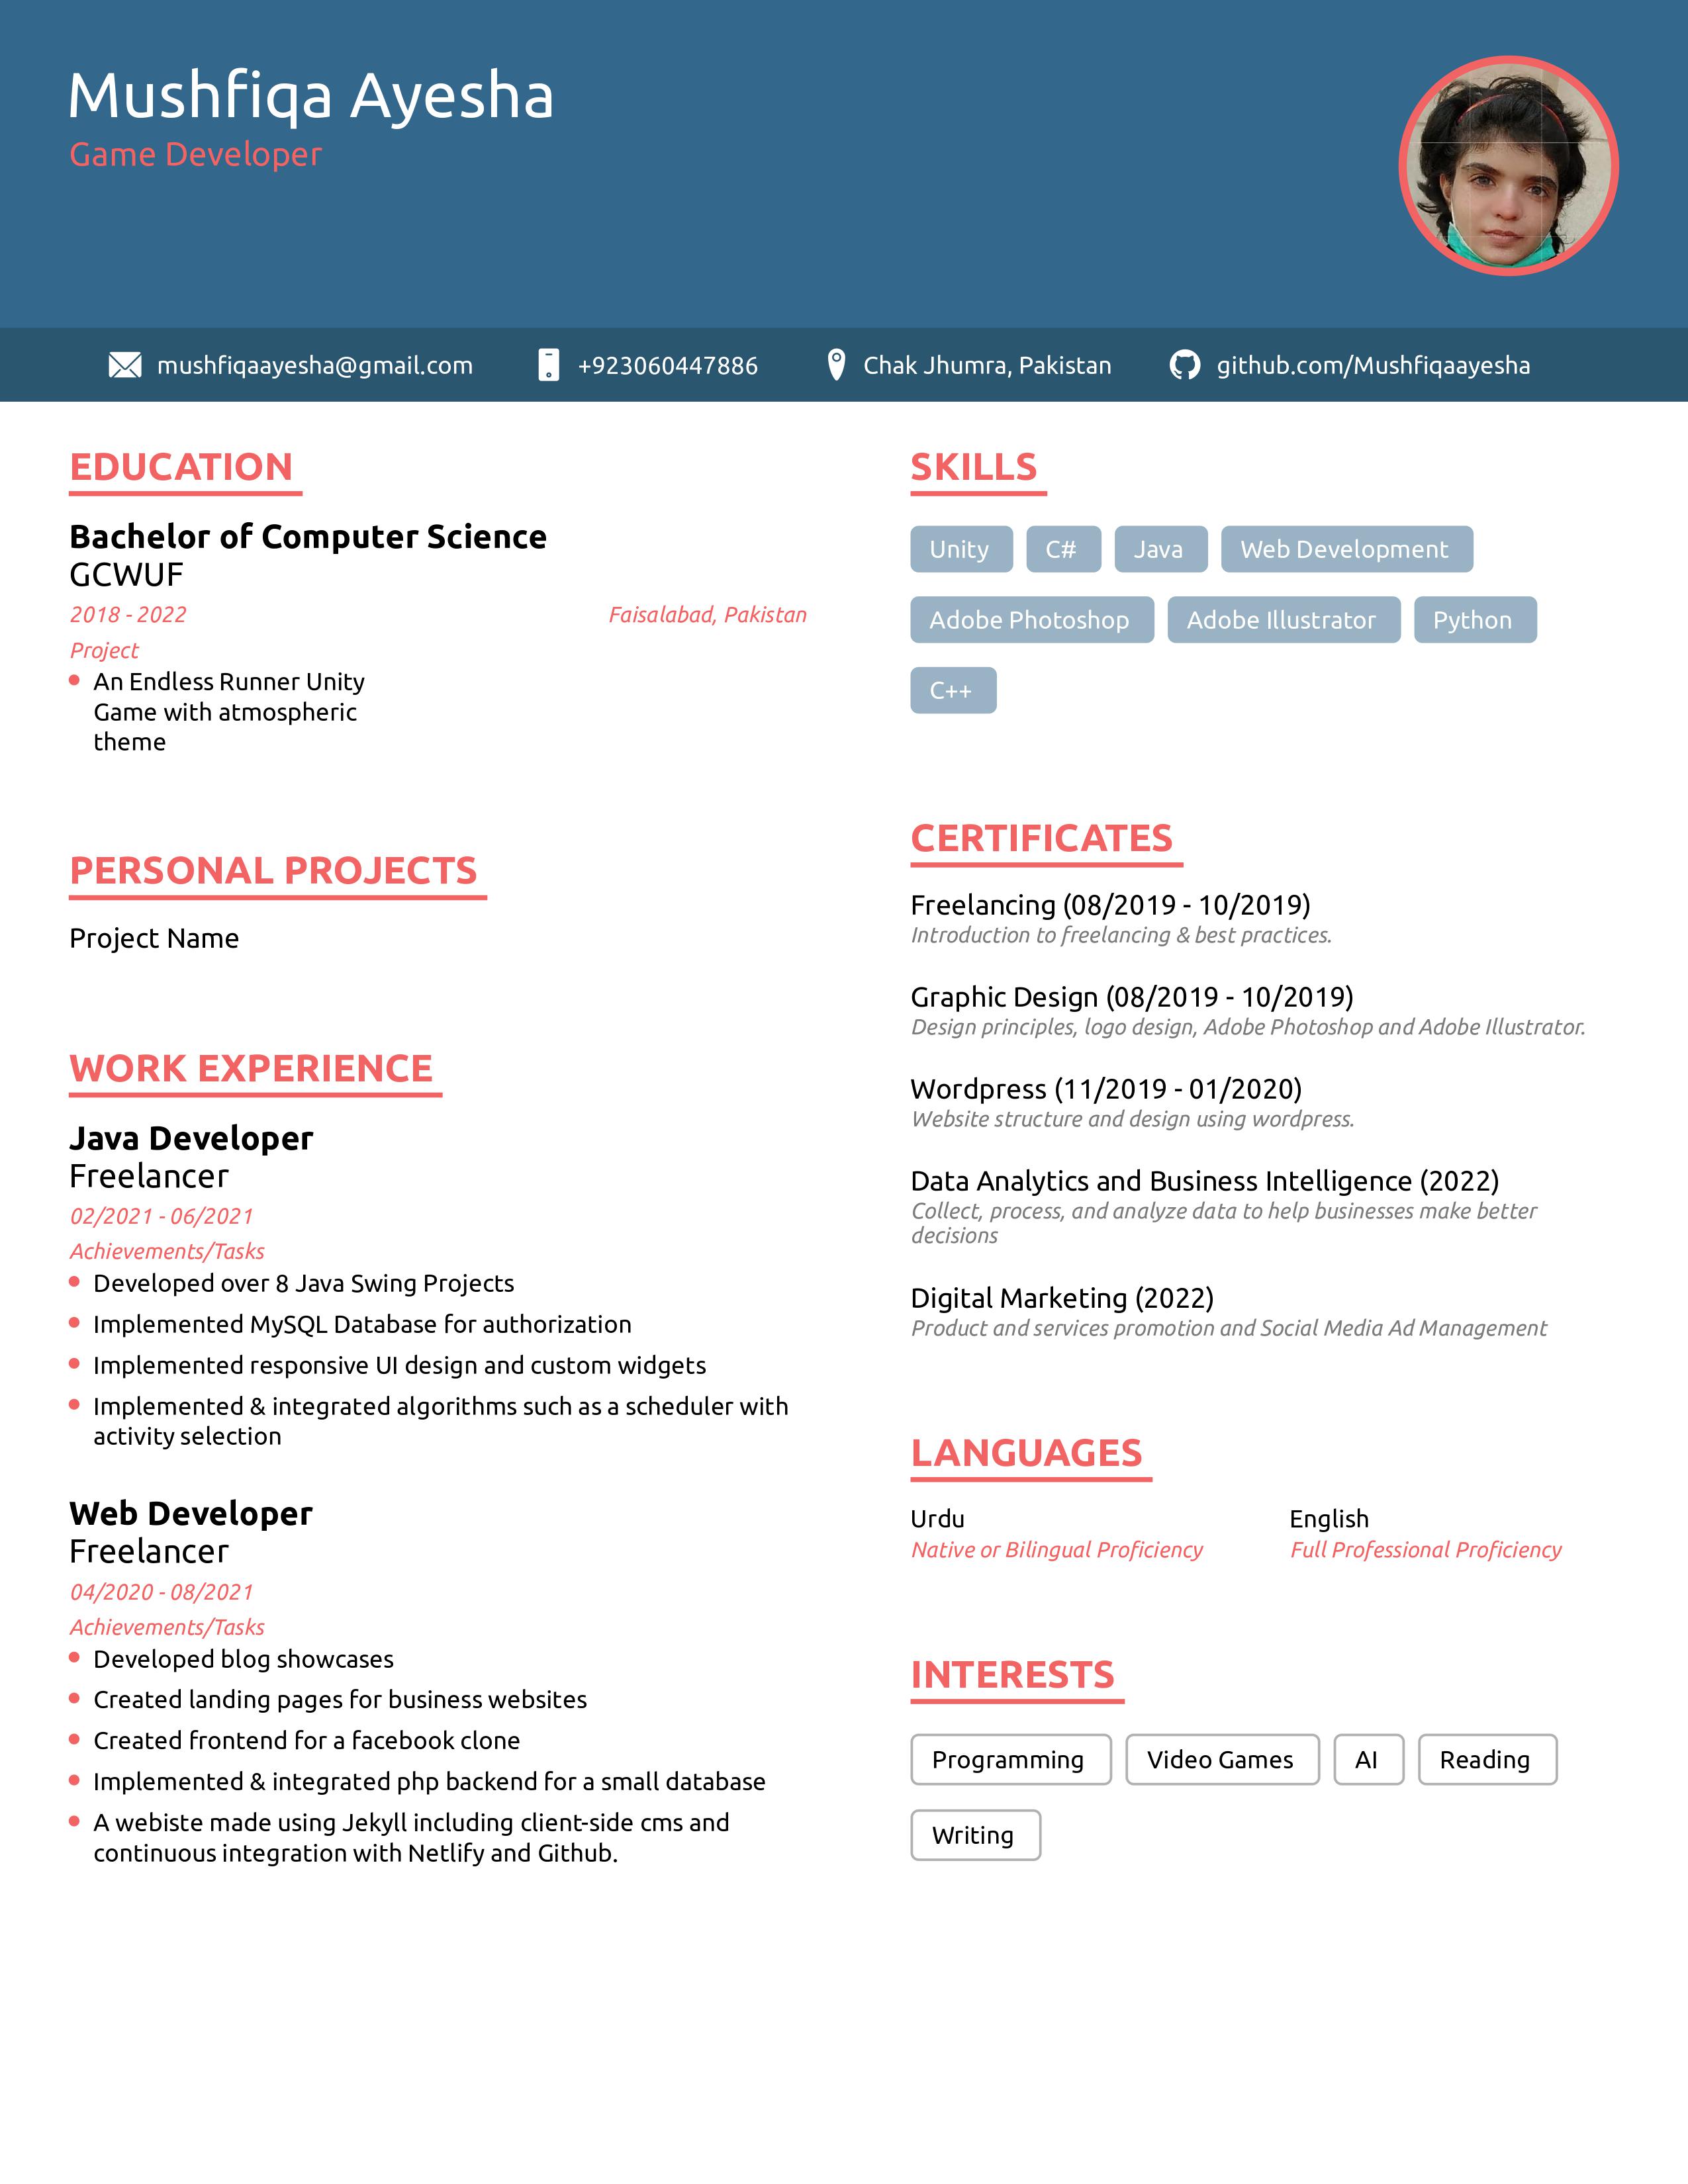 Mushfiqa Ayesha
Game Developer
mushfiqaayesha@gmail.com
+923060447886
Chak Jhumra, Pakistan
github.com/Mushfiqaayesha
EDUCATION
Bachelor of Computer Science
GCWUF
2018 - 2022
Faisalabad, Pakistan
Project
An Endless Runner Unity
Game with atmospheric
theme
PERSONAL PROJECTS
Project Name
WORK EXPERIENCE
Java Developer
Freelancer
02/2021 - 06/2021
Achievements/Tasks
Developed over 8 Java Swing Projects
Implemented MySQL Database for authorization
Implemented responsive UI design and custom widgets
Implemented & integrated algorithms such as a scheduler with
activity selection
Web Developer
Freelancer
04/2020 - 08/2021
Achievements/Tasks
Developed blog showcases
Created landing pages for business websites
Created frontend for a facebook clone
Implemented & integrated php backend for a small database
A webiste made using Jekyll including client-side cms and
continuous integration with Netlify and Github.
SKILLS
Unity
C#
Java
Web Development
Adobe Photoshop
Adobe Illustrator
Python
C++
CERTIFICATES
Freelancing (08/2019 - 10/2019)
Introduction to freelancing & best practices.
Graphic Design (08/2019 - 10/2019)
Design principles, logo design, Adobe Photoshop and Adobe Illustrator.
Wordpress (11/2019 - 01/2020)
Website structure and design using wordpress.
Data Analytics and Business Intelligence (2022)
Collect, process, and analyze data to help businesses make better
decisions
Digital Marketing (2022)
Product and services promotion and Social Media Ad Management
LANGUAGES
Urdu
Native or Bilingual Proficiency
English
Full Professional Proficiency
INTERESTS
Programming
Video Games
AI
Reading
Writing